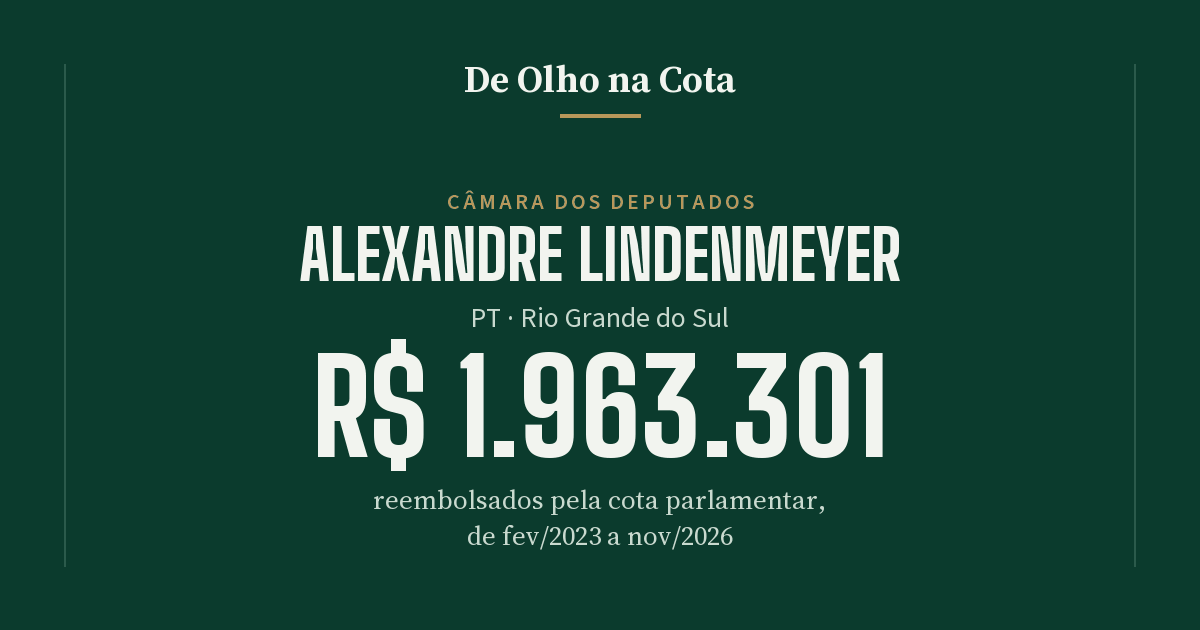 De Olho na Cota
CÂMARA DOS DEPUTADOS
ALEXANDRE LINDENMEYER
PT · Rio Grande do Sul
R$ 1.963.301
reembolsados pela cota parlamentar,
de fev/2023 a nov/2026